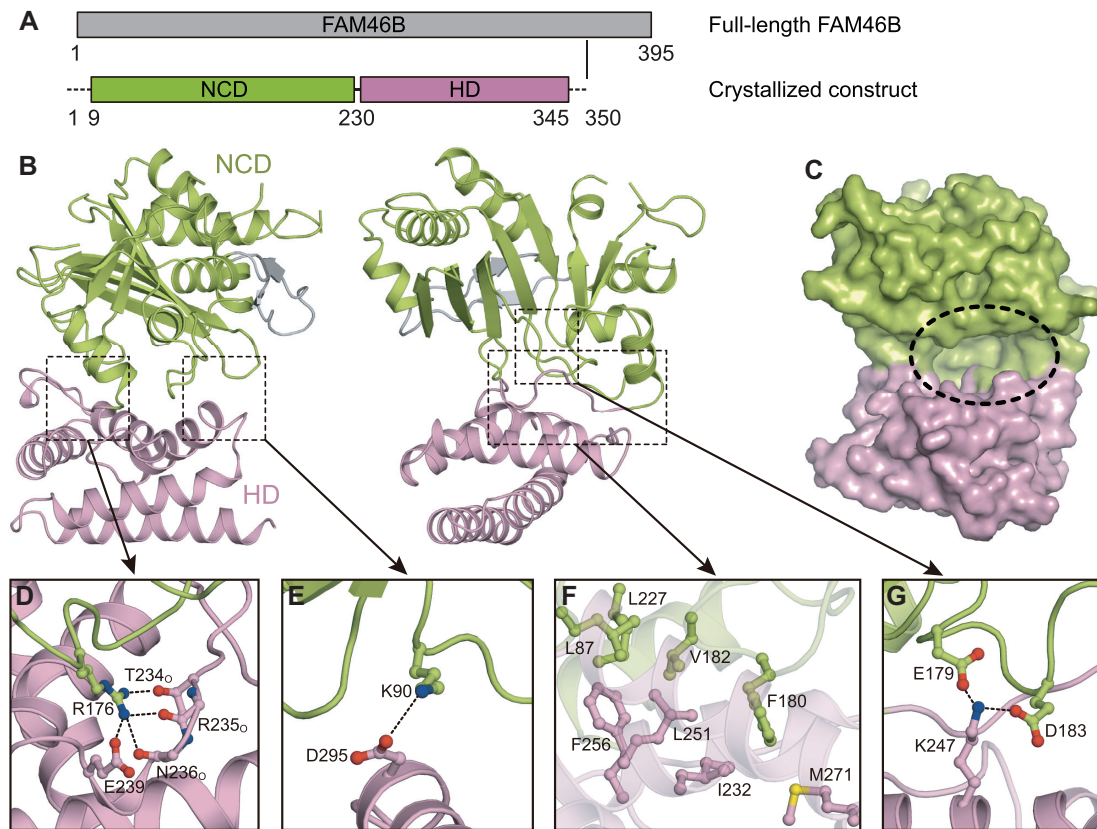 A
FAM46B
Full-length FAM46B
1
395
NCD
HD
Crystallized construct
1 9
230
345
350
B
NCD
HD
C
D
T234O
R176
R235O
N236O
E239
E
K90
D295
F
L227
L87
V182
F180
F256
L251
I232
M271
G
E179
K247
D183